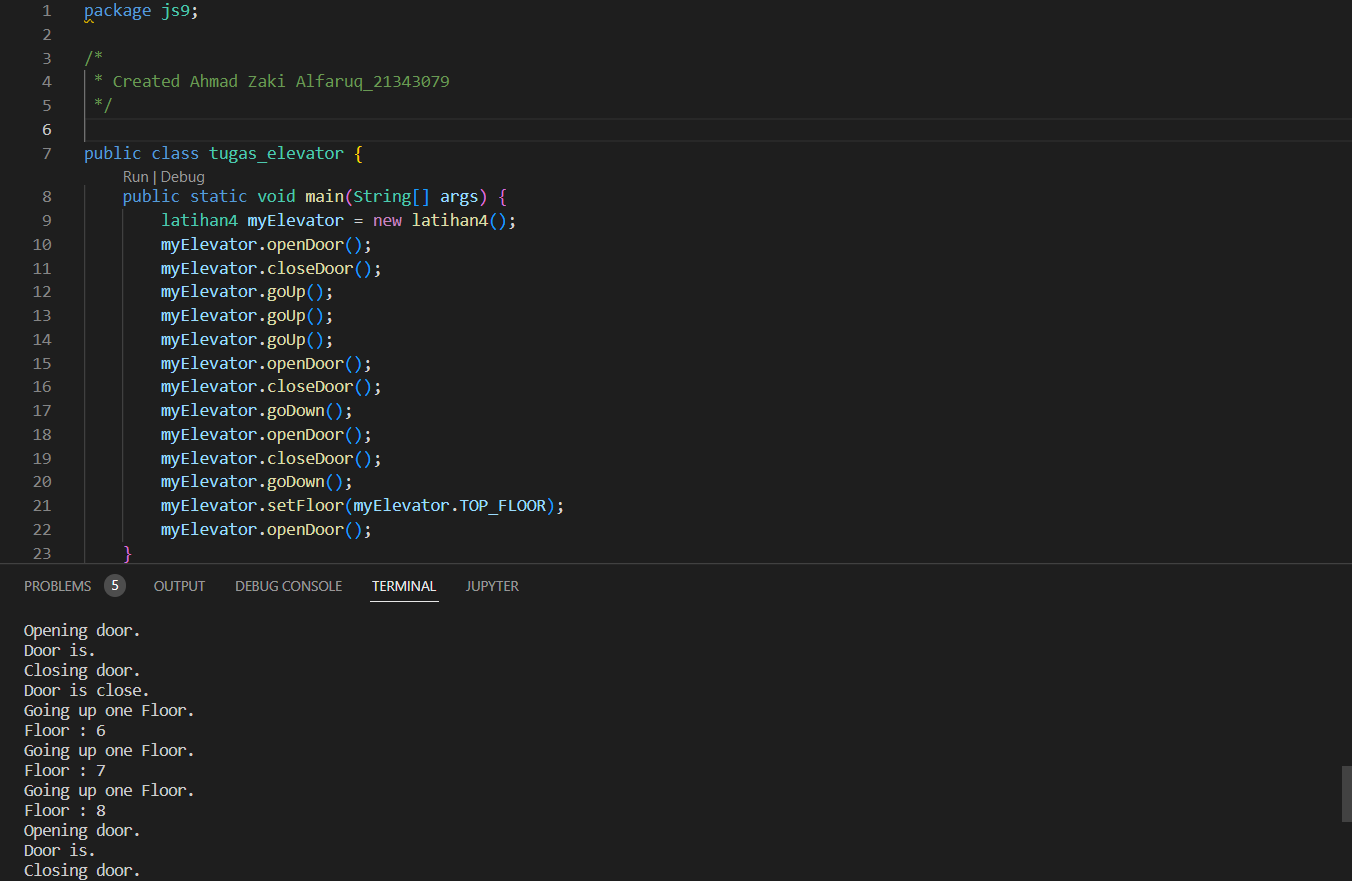 1 package js9;
2
3 /*
4 * Created Ahmad Zaki Alfaruq_21343079
5 */
6
7 public class tugas_elevator {
Run | Debug
8 public static void main(String[] args) {
9 latihan4 myElevator = new latihan4();
10 myElevator.openDoor();
11 myElevator.closeDoor();
12 myElevator.goUp();
13 myElevator.goUp();
14 myElevator.goUp();
15 myElevator.openDoor();
16 myElevator.closeDoor();
17 myElevator.goDown();
18 myElevator.openDoor();
19 myElevator.closeDoor();
20 myElevator.goDown();
21 myElevator.setFloor(myElevator.TOP_FLOOR);
22 myElevator.openDoor();
23 }
PROBLEMS 5 OUTPUT DEBUG CONSOLE TERMINAL JUPYTER
Opening door.
Door is.
Closing door.
Door is close.
Going up one Floor.
Floor : 6
Going up one Floor.
Floor : 7
Going up one Floor.
Floor : 8
Opening door.
Door is.
Closing door.